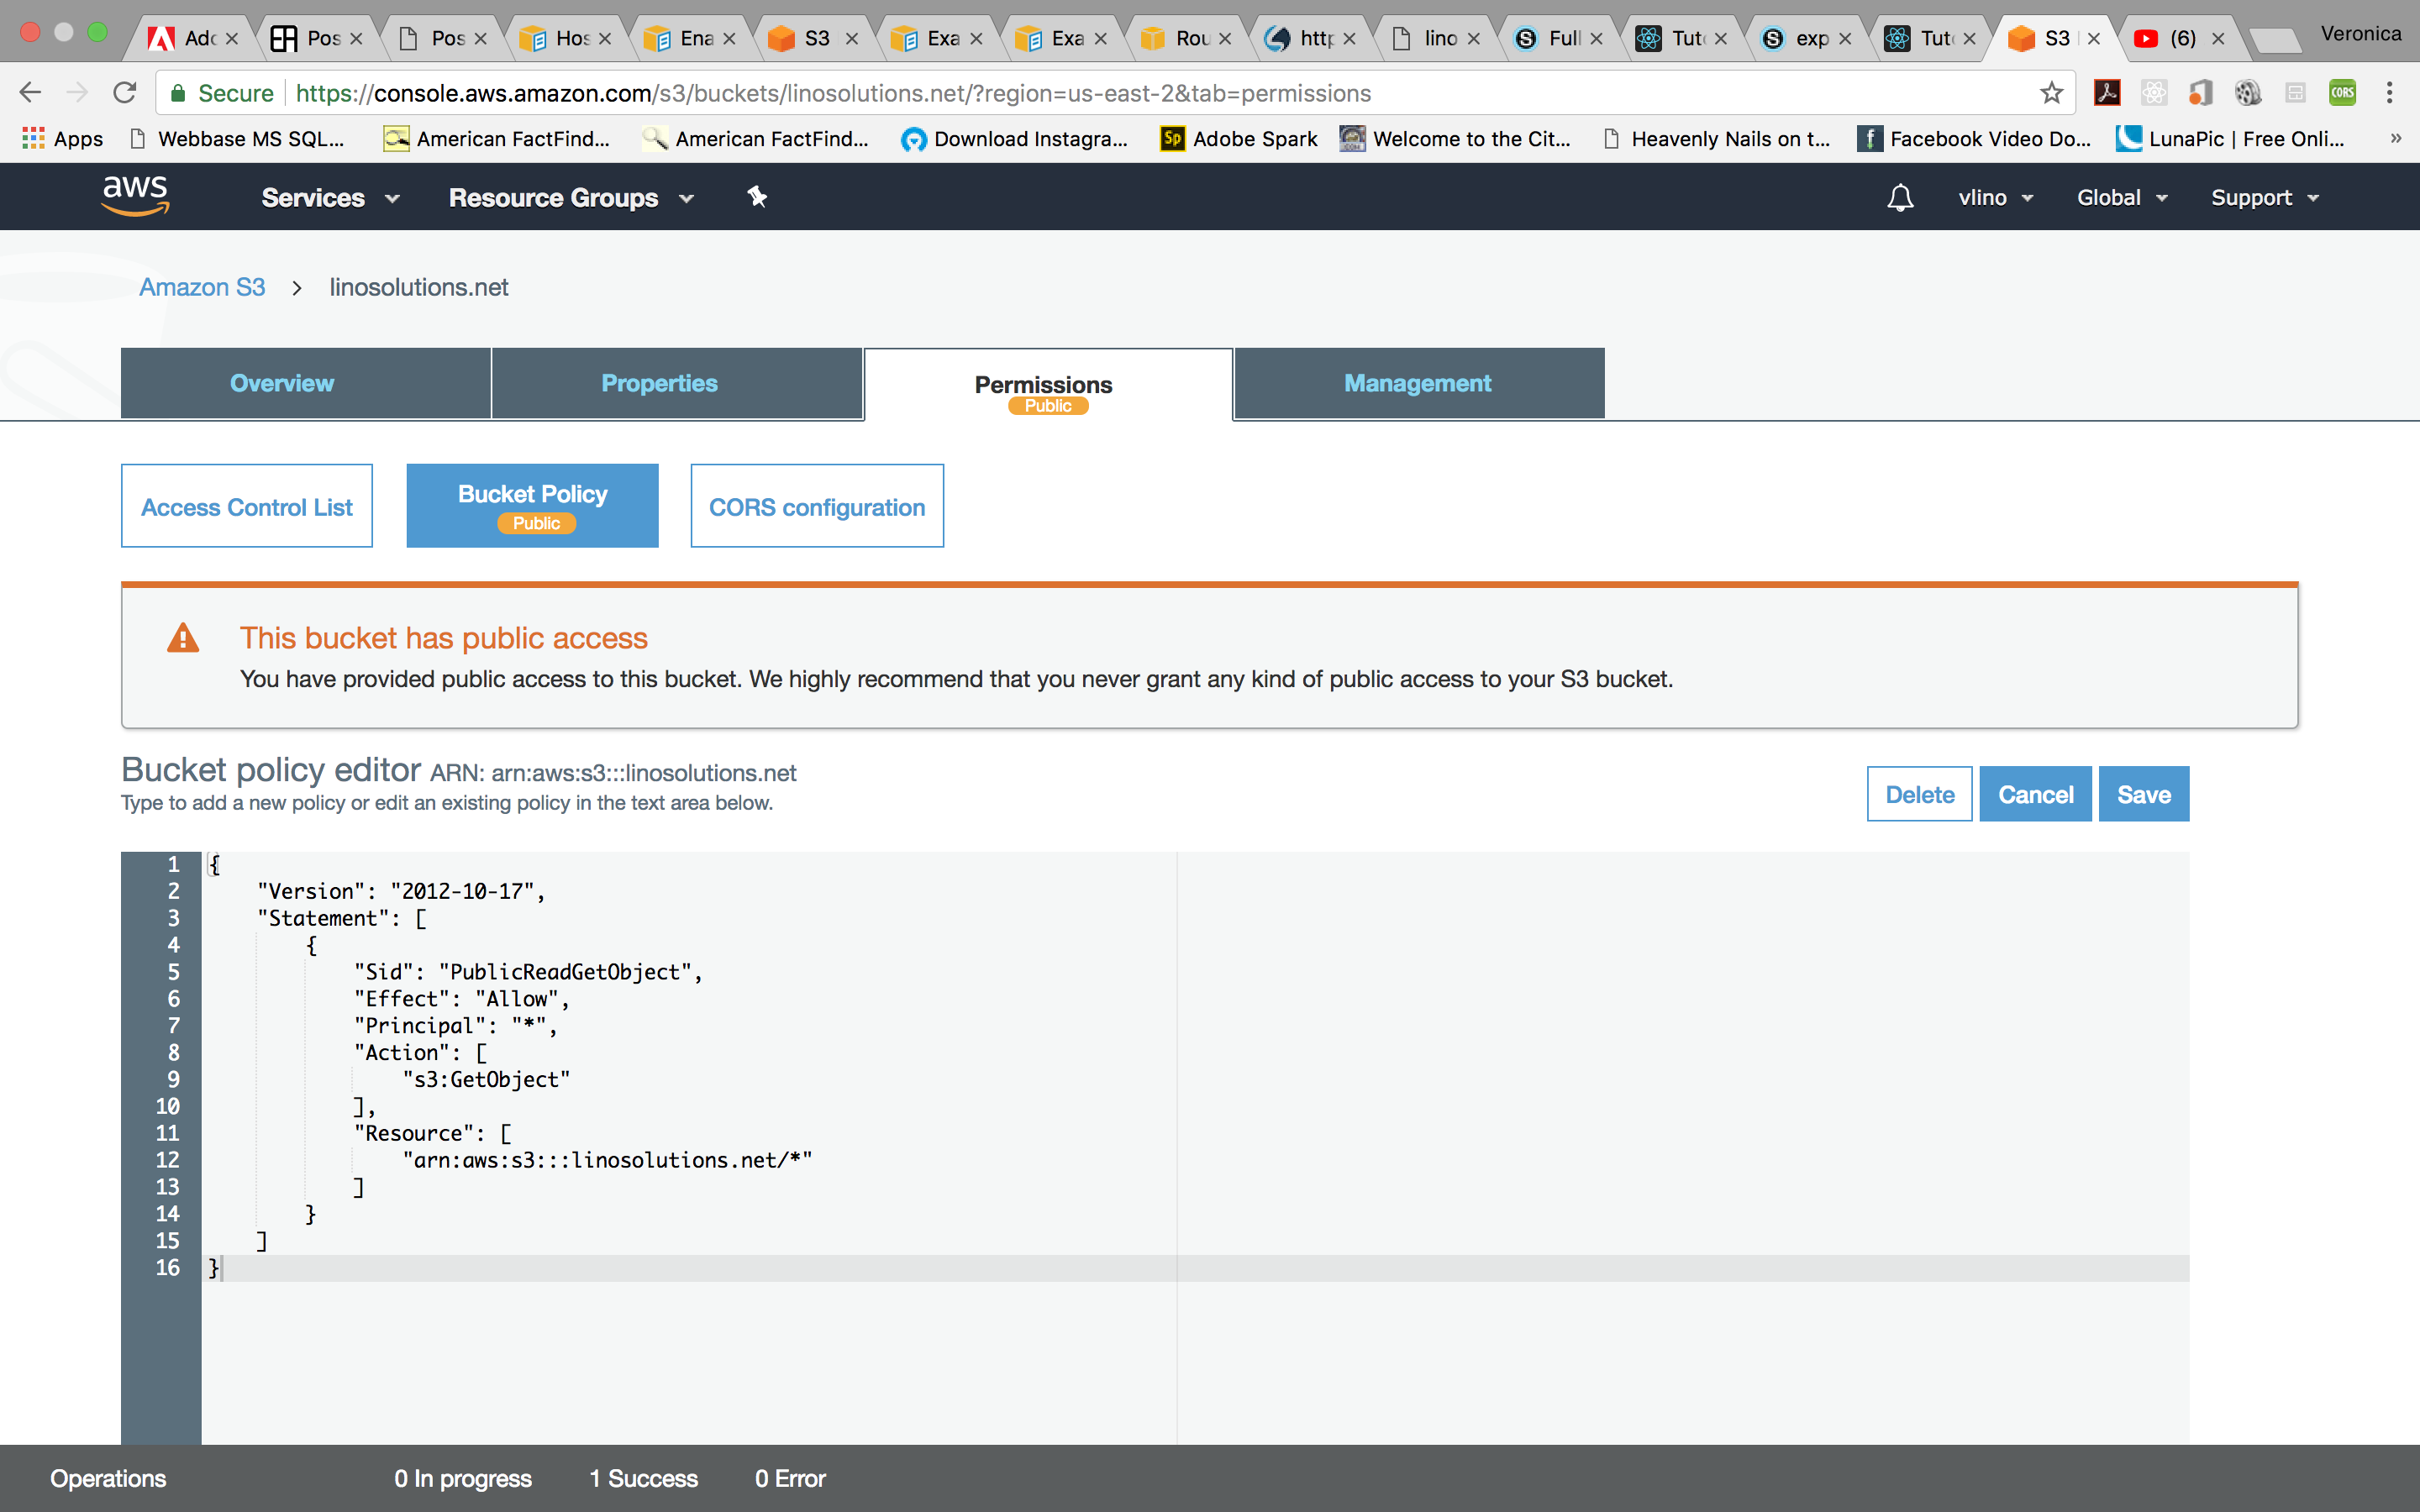 Ado Pos Pos Hos Ena S3 Exa Exa Rou http lino Full Tuto exp Tuto S3 (6) Veronica
Secure https://console.aws.amazon.com/s3/buckets/linosolutions.net/?region=us-east-2&tab=permissions CORS
Apps Webbase MS SQL... American FactFind... American FactFind... Download Instagra... Sp Adobe Spark Welcome to the Cit... Heavenly Nails on t... Facebook Video Do... LunaPic | Free Onli... »
aws Services Resource Groups vlino Global Support
Amazon S3 > linosolutions.net
Overview Properties Permissions Management
Public
Access Control List Bucket Policy CORS configuration
Public
This bucket has public access
You have provided public access to this bucket. We highly recommend that you never grant any kind of public access to your S3 bucket.
Bucket policy editor ARN: arn:aws:s3:::linosolutions.net
Type to add a new policy or edit an existing policy in the text area below.
Delete Cancel Save
1 {
2 "Version": "2012-10-17",
3 "Statement": [
4 {
5 "Sid": "PublicReadGetObject",
6 "Effect": "Allow",
7 "Principal": "*",
8 "Action": [
9 "s3:GetObject"
10 ],
11 "Resource": [
12 "arn:aws:s3:::linosolutions.net/*"
13 ]
14 }
15 ]
16 }
Operations 0 In progress 1 Success 0 Error